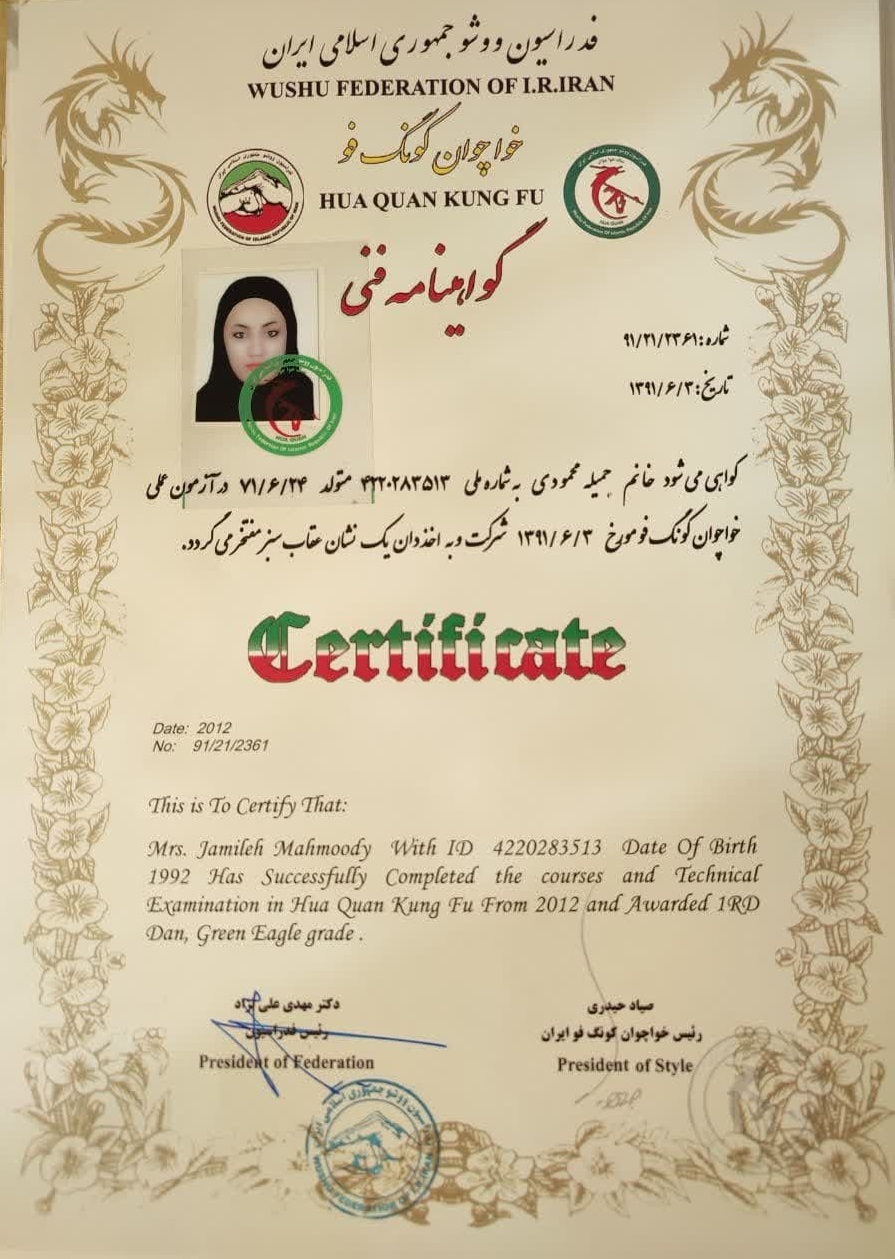 فدراسیون ووشو جمهوری اسلامی ایران
WUSHU FEDERATION OF I.R.IRAN
خواچوان کونگ فو
HUA QUAN KUNG FU
گواهینامه فنی
شماره: ۹۱/۲۱/۲۳۶۱
تاریخ: ۱۳۹۱/۶/۳
گواهی می شود خانم جمیله محمودی به شماره ملی ۴۲۲۰۲۸۳۵۱۳ متولد ۷۱/۶/۲۴ در آزمون عملی
خواچوان کونگ فو مورخ ۱۳۹۱/۶/۳ شرکت و به اخذ دان یک نشان عقاب سبز مفتخر می گردد.
Certificate
Date: 2012
No: 91/21/2361
This is To Certify That:
Mrs. Jamileh Mahmoody With ID 4220283513 Date Of Birth
1992 Has Successfully Completed the courses and Technical
Examination in Hua Quan Kung Fu From 2012 and Awarded 1RD
Dan, Green Eagle grade .
دکتر مهدی علی نژاد
رئیس فدراسیون
President of Federation
صیاد حیدری
رئیس خواچوان کونگ فو ایران
President of Style